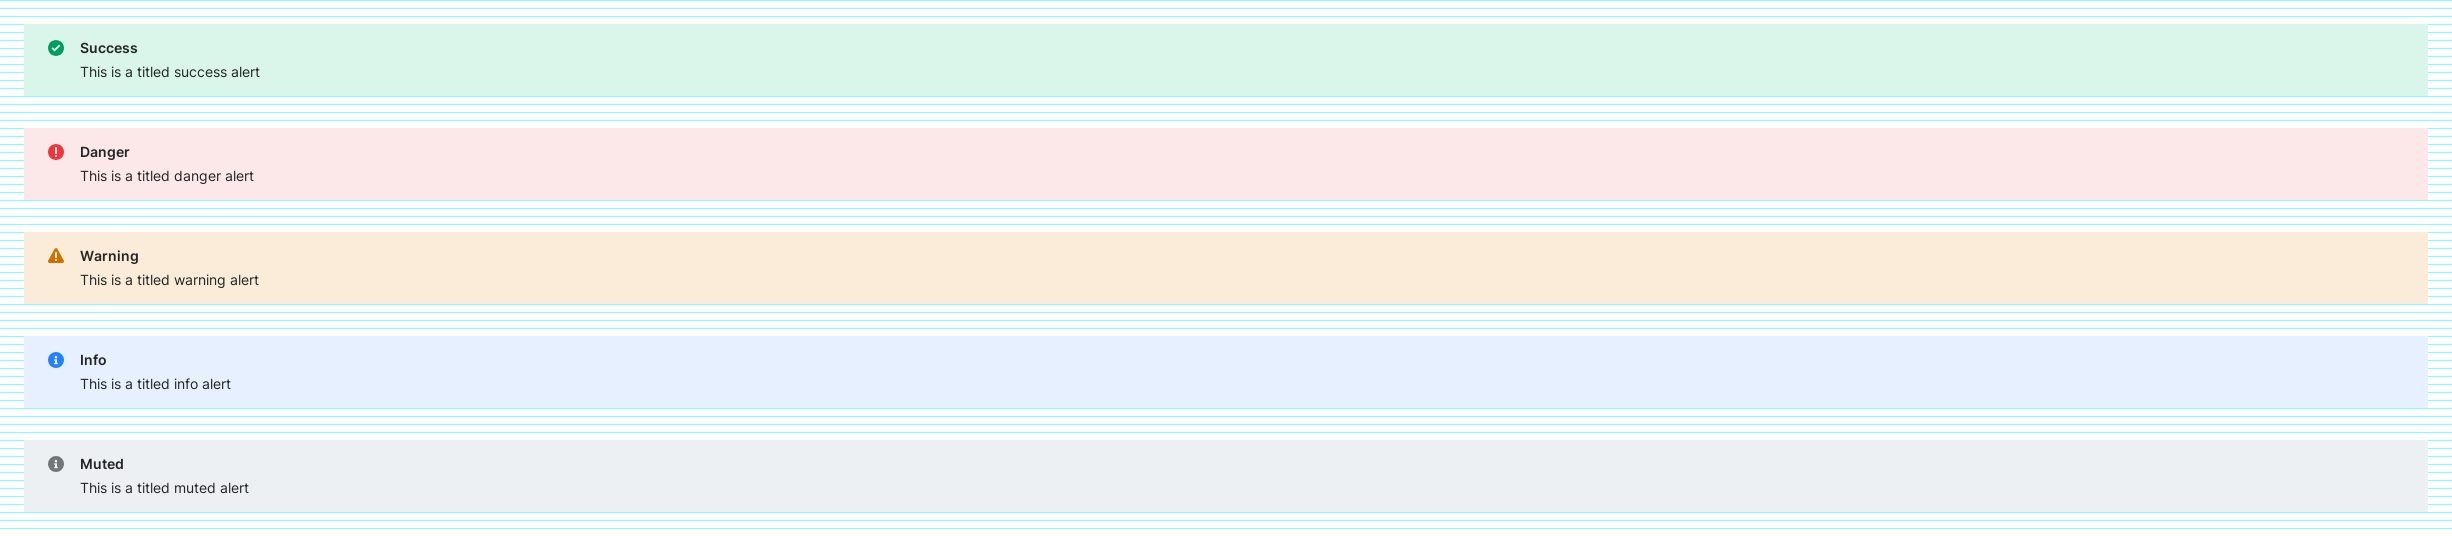 Success
This is a titled success alert
Danger
This is a titled danger alert
Warning
This is a titled warning alert
Info
This is a titled info alert
Muted
This is a titled muted alert